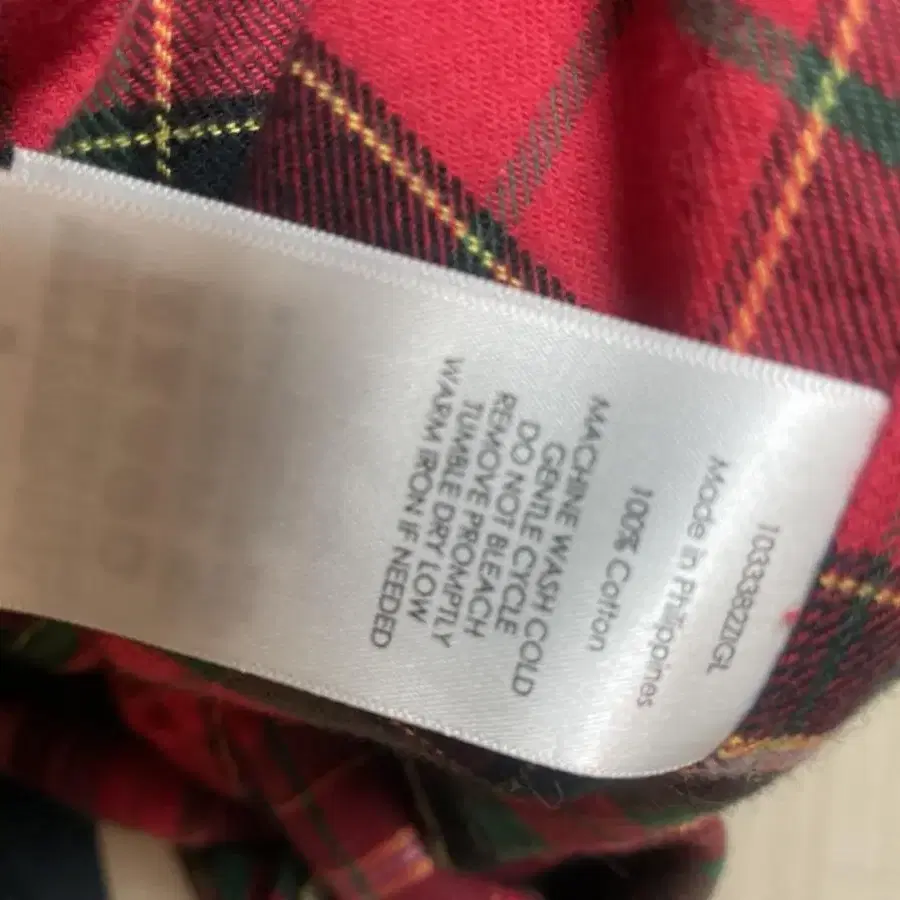 1033382ZIGL
Made in Philippines
100% Cotton
MACHINE WASH COLD
GENTLE CYCLE
DO NOT BLEACH
REMOVE PROMPTLY
TUMBLE DRY LOW
WARM IRON IF NEEDED